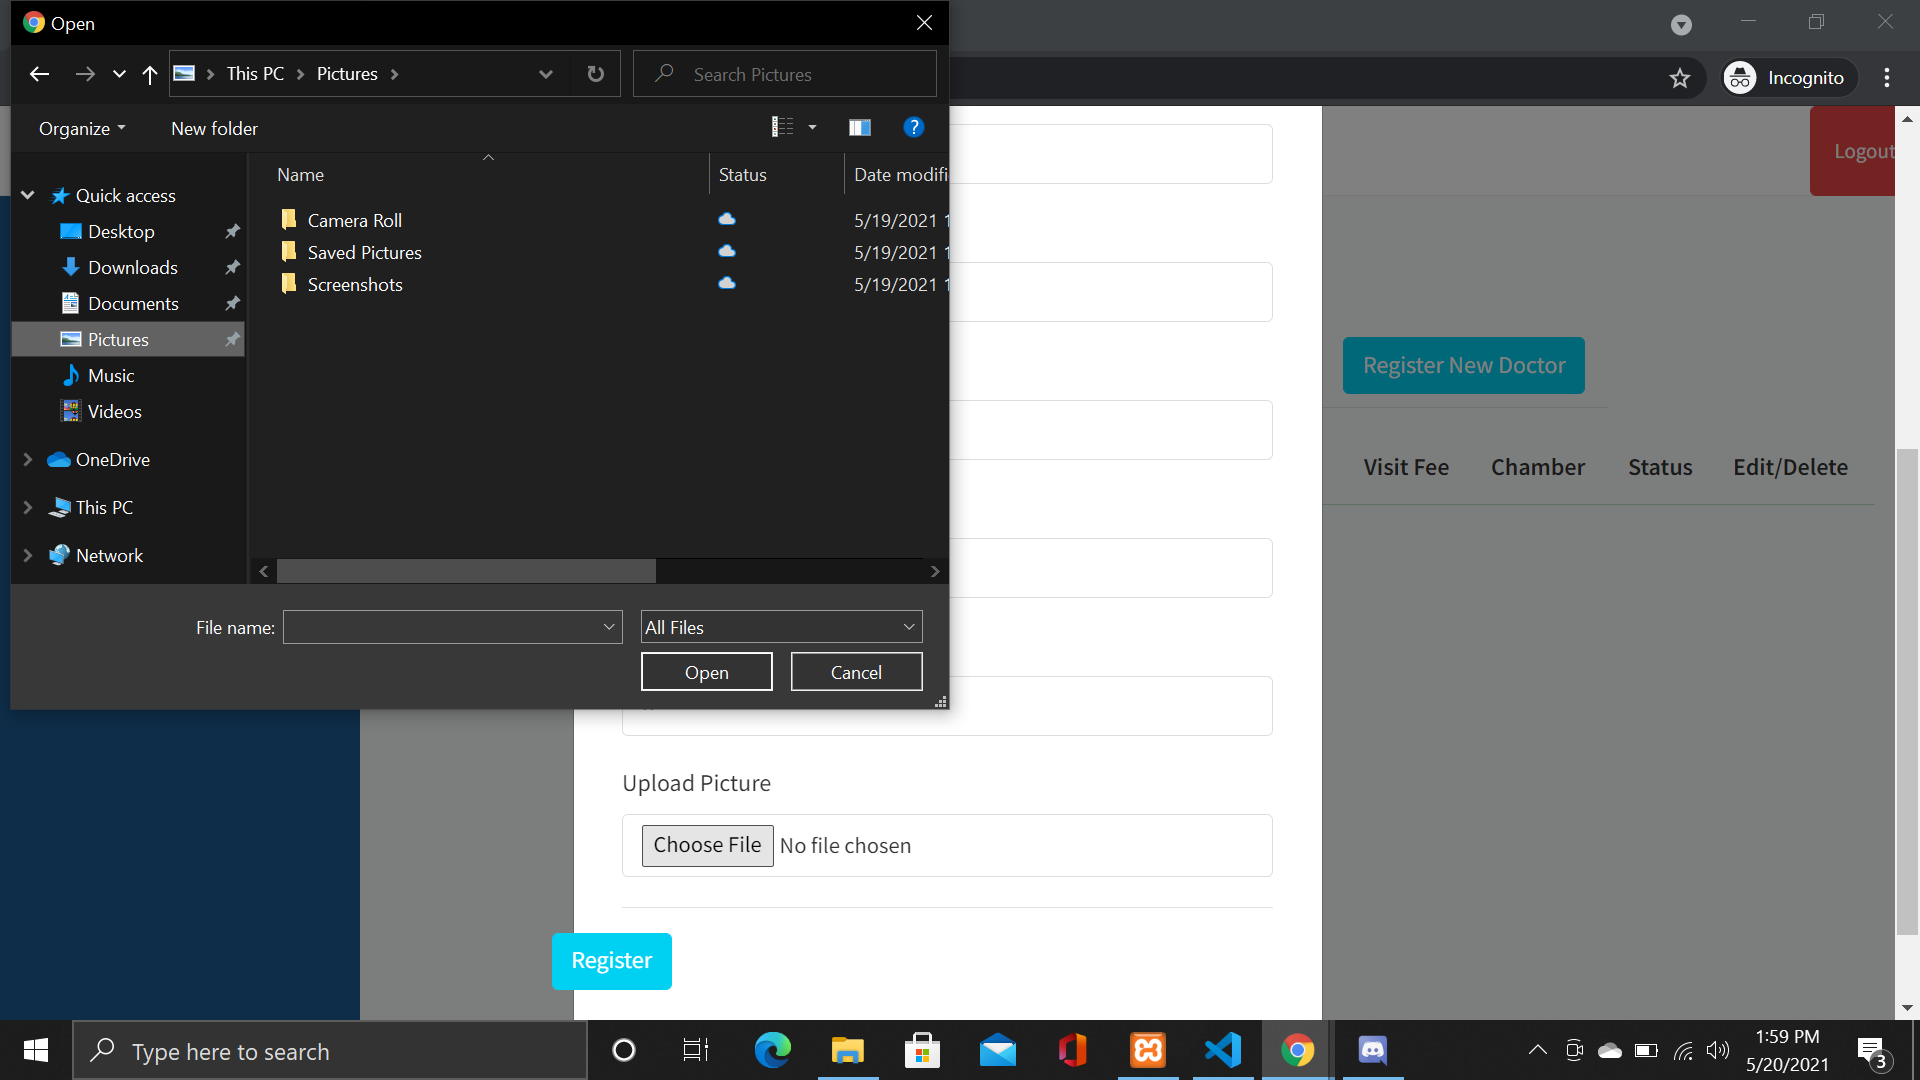 Open
This PC
Pictures
Search Pictures
Incognito
Organize
New folder
?
Logout
Name
Status
Date modifi
Quick access
Desktop
Downloads
Documents
Pictures
Music
Videos
OneDrive
This PC
Network
Camera Roll
5/19/2021 1
Saved Pictures
5/19/2021 1
Screenshots
5/19/2021 1
Register New Doctor
Visit Fee
Chamber
Status
Edit/Delete
File name:
All Files
Open
Cancel
Upload Picture
Choose File
No file chosen
Register
Type here to search
1:59 PM
5/20/2021
3